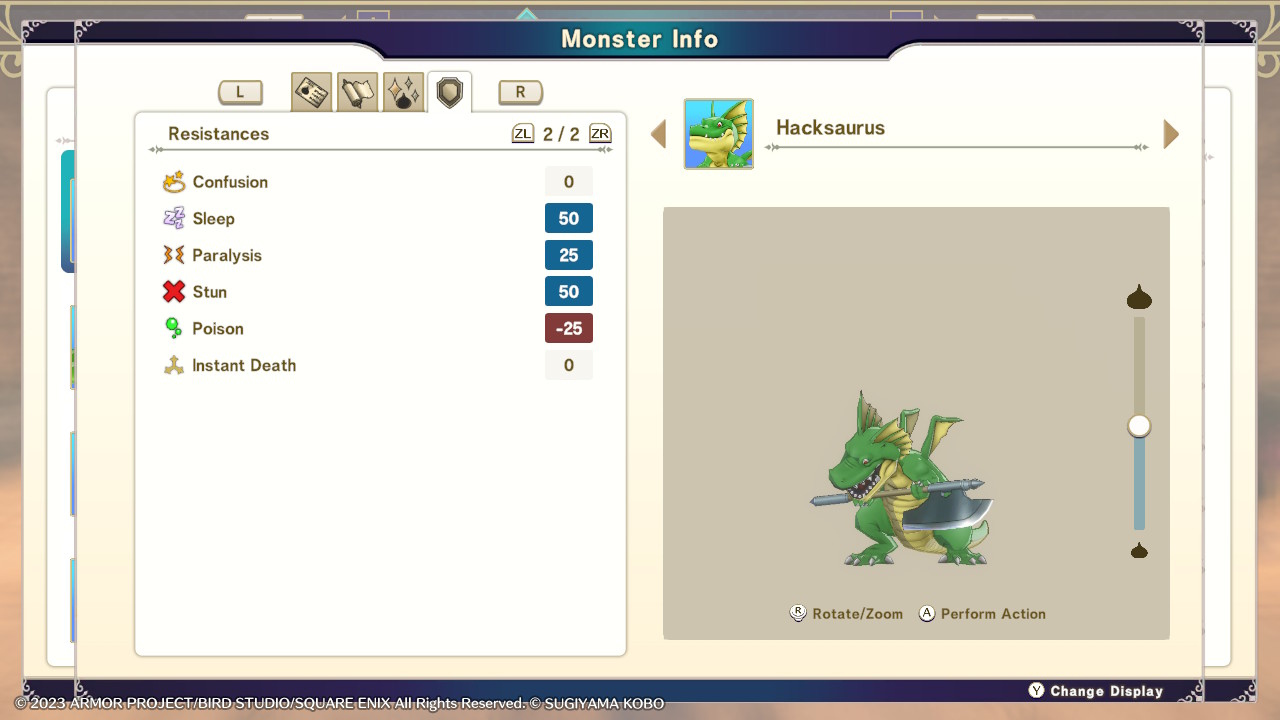 Monster Info
L
R
Resistances
ZL 2 / 2 ZR
Hacksaurus
Confusion 0
Sleep 50
Paralysis 25
Stun 50
Poison -25
Instant Death 0
R Rotate/Zoom A Perform Action
Y Change Display
© 2023 ARMOR PROJECT/BIRD STUDIO/SQUARE ENIX All Rights Reserved. © SUGIYAMA KOBO